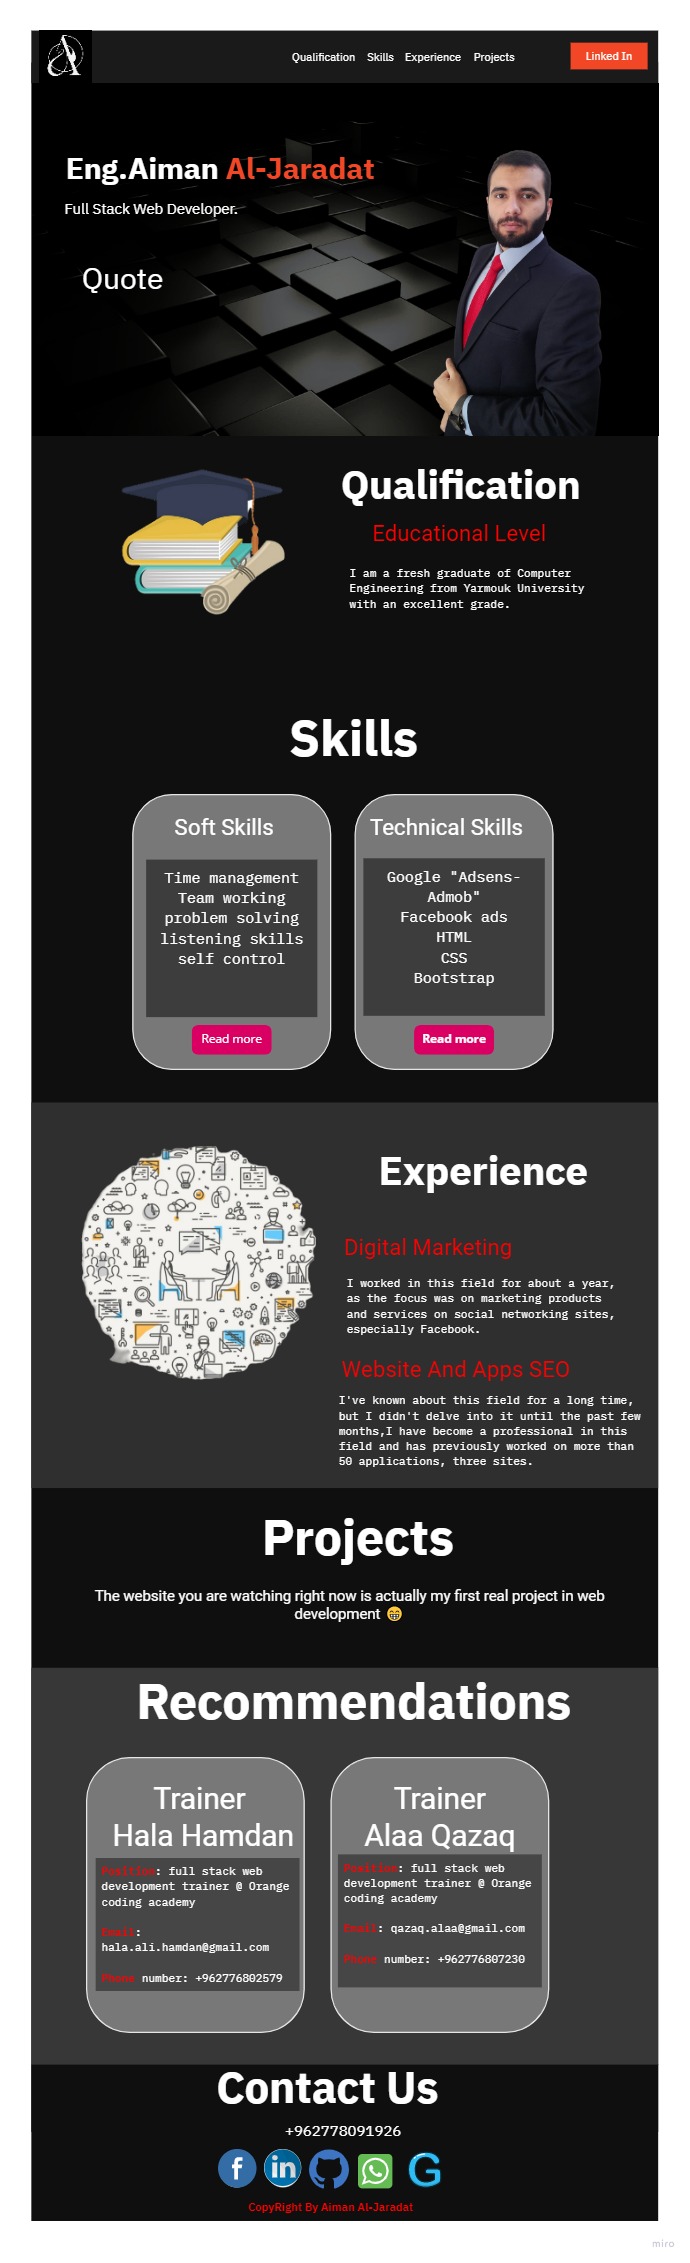 Qualification Skills Experience Projects Linked In
Eng.Aiman Al-Jaradat
Full Stack Web Developer.
Quote
Qualification
Educational Level
I am a fresh graduate of Computer
Engineering from Yarmouk University
with an excellent grade.
Skills
Soft Skills
Time management
Team working
problem solving
listening skills
self control
Read more
Technical Skills
Google "Adsens-
Admob"
Facebook ads
HTML
CSS
Bootstrap
Read more
Experience
Digital Marketing
I worked in this field for about a year,
as the focus was on marketing products
and services on social networking sites,
especially Facebook.
Website And Apps SEO
I've known about this field for a long time,
but I didn't delve into it until the past few
months,I have become a professional in this
field and has previously worked on more than
50 applications, three sites.
Projects
The website you are watching right now is actually my first real project in web
development 😁
Recommendations
Trainer
Hala Hamdan
Position: full stack web
development trainer @ Orange
coding academy
Email:
hala.ali.hamdan@gmail.com
Phone number: +962776802579
Trainer
Alaa Qazaq
Position: full stack web
development trainer @ Orange
coding academy
Email: qazaq.alaa@gmail.com
Phone number: +962776807230
Contact Us
+962778091926
f in G
CopyRight By Aiman Al-Jaradat
miro